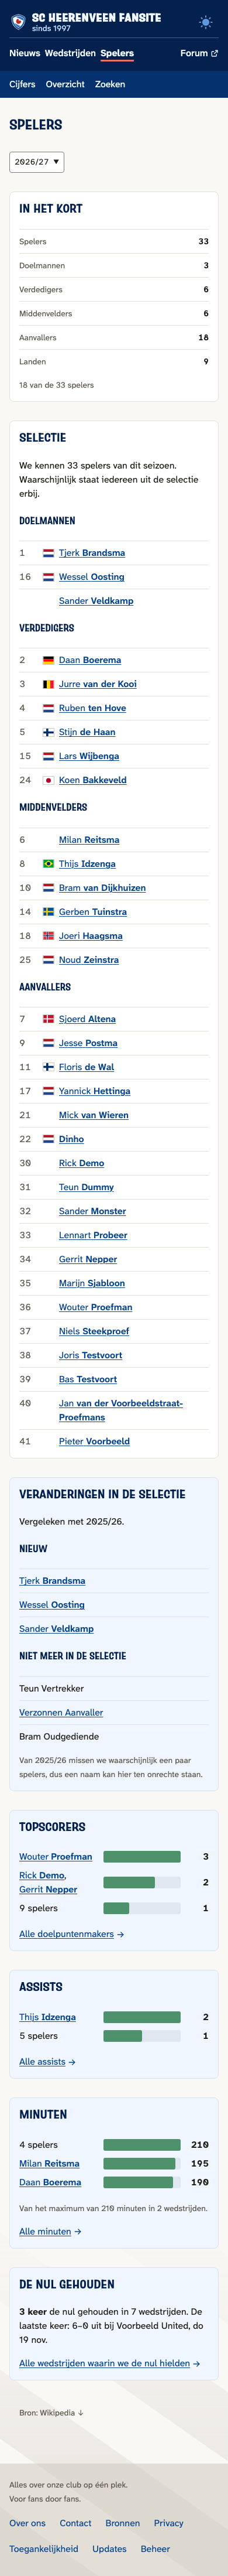 SC HEERENVEEN FANSITE
sinds 1997
Nieuws Wedstrijden Spelers Forum
Cijfers Overzicht Zoeken
SPELERS
2026/27 ▼
IN HET KORT
Spelers 33
Doelmannen 3
Verdedigers 6
Middenvelders 6
Aanvallers 18
Landen 9
18 van de 33 spelers
SELECTIE
We kennen 33 spelers van dit seizoen.
Waarschijnlijk staat iedereen uit de selectie
erbij.
DOELMANNEN
1 Tjerk Brandsma
16 Wessel Oosting
Sander Veldkamp
VERDEDIGERS
2 Daan Boerema
3 Jurre van der Kooi
4 Ruben ten Hove
5 Stijn de Haan
15 Lars Wijbenga
24 Koen Bakkeveld
MIDDENVELDERS
6 Milan Reitsma
8 Thijs Idzenga
10 Bram van Dijkhuizen
14 Gerben Tuinstra
18 Joeri Haagsma
25 Noud Zeinstra
AANVALLERS
7 Sjoerd Altena
9 Jesse Postma
11 Floris de Wal
17 Yannick Hettinga
21 Mick van Wieren
22 Dinho
30 Rick Demo
31 Teun Dummy
32 Sander Monster
33 Lennart Probeer
34 Gerrit Nepper
35 Marijn Sjabloon
36 Wouter Proefman
37 Niels Steekproef
38 Joris Testvoort
39 Bas Testvoort
40 Jan van der Voorbeeldstraat-
Proefmans
41 Pieter Voorbeeld
VERANDERINGEN IN DE SELECTIE
Vergeleken met 2025/26.
NIEUW
Tjerk Brandsma
Wessel Oosting
Sander Veldkamp
NIET MEER IN DE SELECTIE
Teun Vertrekker
Verzonnen Aanvaller
Bram Oudgediende
Van 2025/26 missen we waarschijnlijk een paar
spelers, dus een naam kan hier ten onrechte staan.
TOPSCORERS
Wouter Proefman 3
Rick Demo,
Gerrit Nepper 2
9 spelers 1
Alle doelpuntenmakers →
ASSISTS
Thijs Idzenga 2
5 spelers 1
Alle assists →
MINUTEN
4 spelers 210
Milan Reitsma 195
Daan Boerema 190
Van het maximum van 210 minuten in 2 wedstrijden.
Alle minuten →
DE NUL GEHOUDEN
3 keer de nul gehouden in 7 wedstrijden. De
laatste keer: 6–0 uit bij Voorbeeld United, do
19 nov.
Alle wedstrijden waarin we de nul hielden →
Bron: Wikipedia ↓
Alles over onze club op één plek.
Voor fans door fans.
Over ons Contact Bronnen Privacy
Toegankelijkheid Updates Beheer